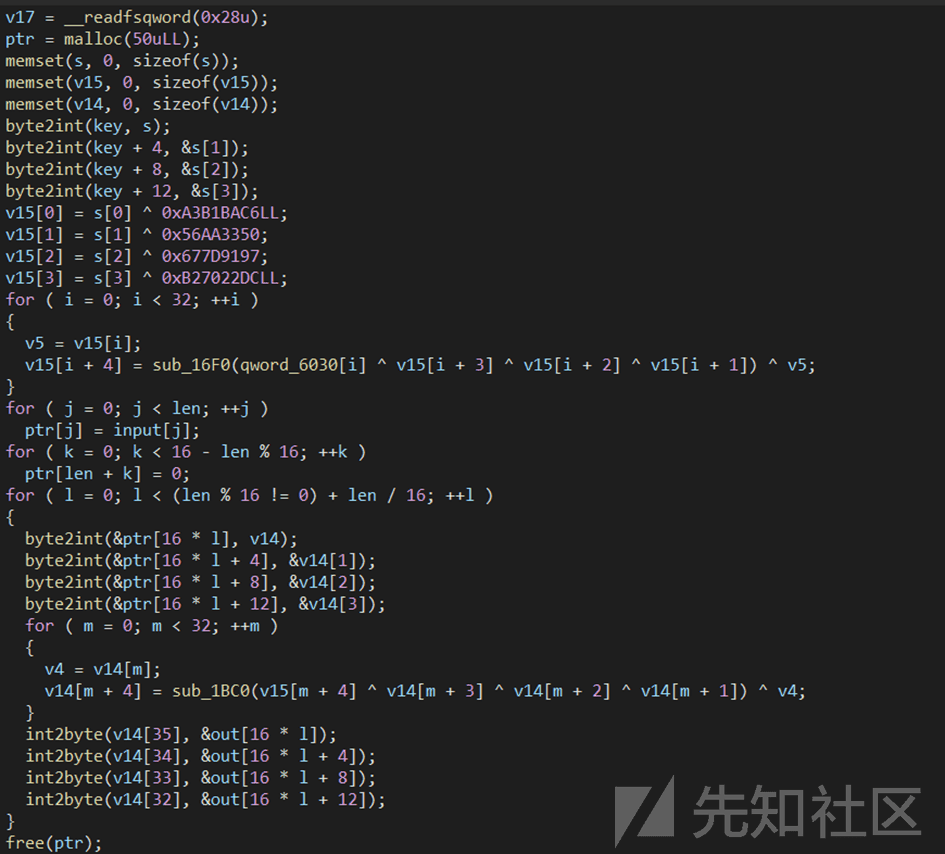 v17 = __readfsqword(0x28u);
ptr = malloc(50uLL);
memset(s, 0, sizeof(s));
memset(v15, 0, sizeof(v15));
memset(v14, 0, sizeof(v14));
byte2int(key, s);
byte2int(key + 4, &s[1]);
byte2int(key + 8, &s[2]);
byte2int(key + 12, &s[3]);
v15[0] = s[0] ^ 0xA3B1BAC6LL;
v15[1] = s[1] ^ 0x56AA3350;
v15[2] = s[2] ^ 0x677D9197;
v15[3] = s[3] ^ 0xB27022DCLL;
for ( i = 0; i < 32; ++i )
{
  v5 = v15[i];
  v15[i + 4] = sub_16F0(qword_6030[i] ^ v15[i + 3] ^ v15[i + 2] ^ v15[i + 1]) ^ v5;
}
for ( j = 0; j < len; ++j )
  ptr[j] = input[j];
for ( k = 0; k < 16 - len % 16; ++k )
  ptr[len + k] = 0;
for ( l = 0; l < (len % 16 != 0) + len / 16; ++l )
{
  byte2int(&ptr[16 * l], v14);
  byte2int(&ptr[16 * l + 4], &v14[1]);
  byte2int(&ptr[16 * l + 8], &v14[2]);
  byte2int(&ptr[16 * l + 12], &v14[3]);
  for ( m = 0; m < 32; ++m )
  {
    v4 = v14[m];
    v14[m + 4] = sub_1BC0(v15[m + 4] ^ v14[m + 3] ^ v14[m + 2] ^ v14[m + 1]) ^ v4;
  }
  int2byte(v14[35], &out[16 * l]);
  int2byte(v14[34], &out[16 * l + 4]);
  int2byte(v14[33], &out[16 * l + 8]);
  int2byte(v14[32], &out[16 * l + 12]);
}
free(ptr);
先知社区